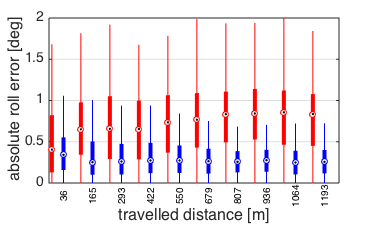 absolute roll error [deg]
2
1.5
1
0.5
0
36 165 293 422 550 679 807 936 1064 1193
travelled distance [m]